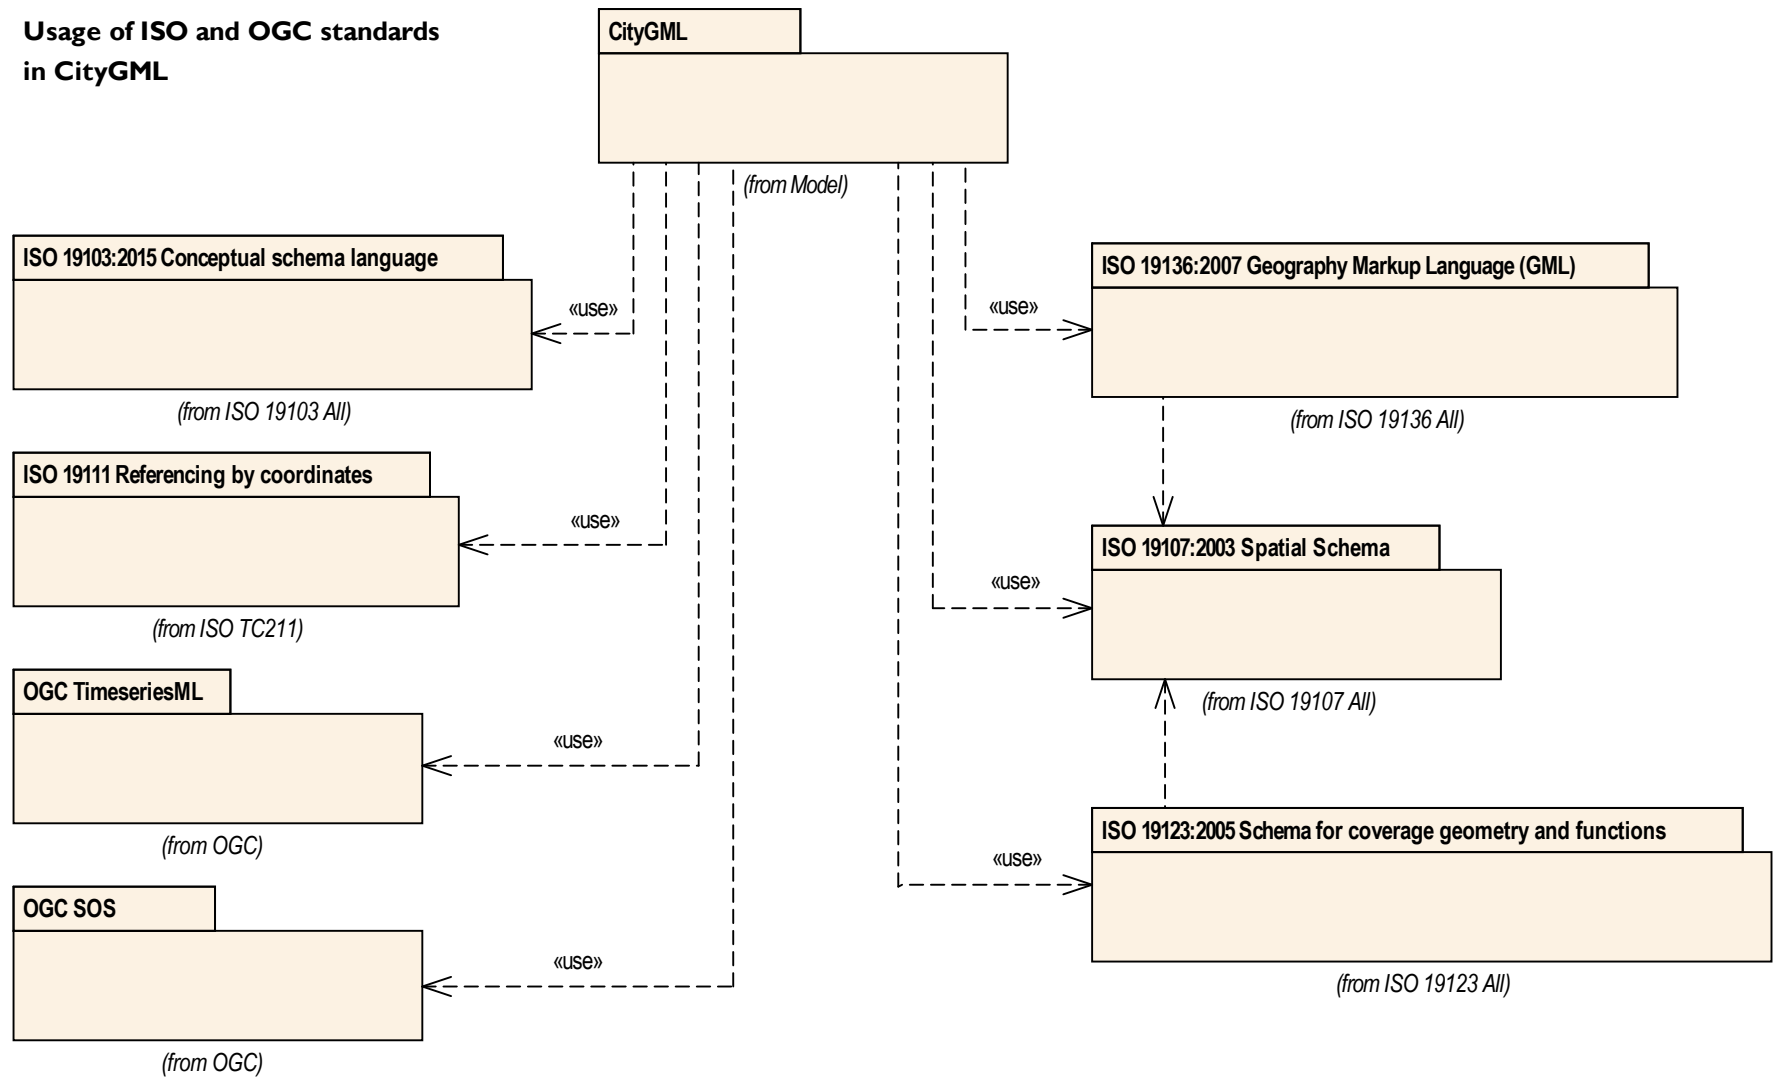 Usage of ISO and OGC standards
in CityGML
CityGML
(from Model)
ISO 19103:2015 Conceptual schema language
«use»
(from ISO 19103 All)
ISO 19111 Referencing by coordinates
«use»
(from ISO TC211)
OGC TimeseriesML
«use»
(from OGC)
OGC SOS
«use»
(from OGC)
ISO 19136:2007 Geography Markup Language (GML)
«use»
(from ISO 19136 All)
ISO 19107:2003 Spatial Schema
«use»
(from ISO 19107 All)
ISO 19123:2005 Schema for coverage geometry and functions
«use»
(from ISO 19123 All)